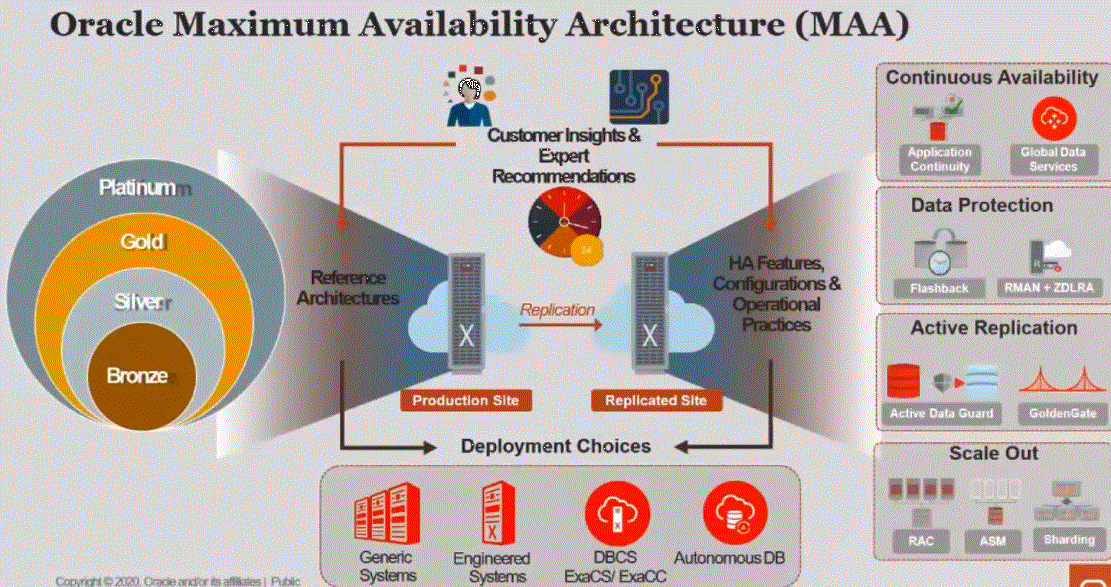 Oracle Maximum Availability Architecture (MAA)
Customer Insights &
Expert
Recommendations
24
Platinum
Gold
Silver
Bronze
Reference
Architectures
X
Replication
X
HA Features,
Configurations &
Operational
Practices
Production Site
Replicated Site
Deployment Choices
Generic
Systems
X
Engineered
Systems
X
DBCS
ExaCS/ ExaCC
Autonomous DB
Continuous Availability
Application
Continuity
Global Data
Services
Data Protection
Flashback
RMAN + ZDLRA
Active Replication
Active Data Guard
GoldenGate
Scale Out
RAC
ASM
Sharding
Copyright © 2020, Oracle and/or its affiliates | Public